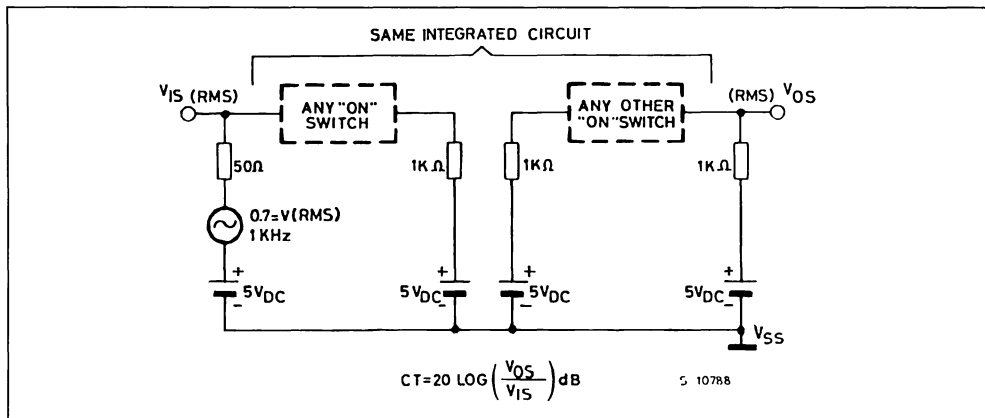 SAME INTEGRATED CIRCUIT
VIS (RMS)
ANY "ON"
SWITCH
ANY OTHER
"ON" SWITCH
(RMS) VOS
50Ω
1KΩ
1KΩ
1KΩ
0.7=V(RMS)
1KHz
+
5VDC
-
+
5VDC
-
+
5VDC
-
+
5VDC
-
VSS
CT=20 LOG(VOS/VIS)dB
S 10788